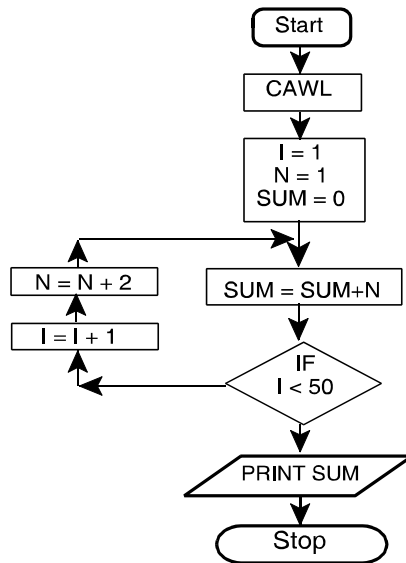 Start
CAWL
I = 1
N = 1
SUM = 0
N = N + 2
SUM = SUM+N
I = I + 1
IF
I < 50
PRINT SUM
Stop